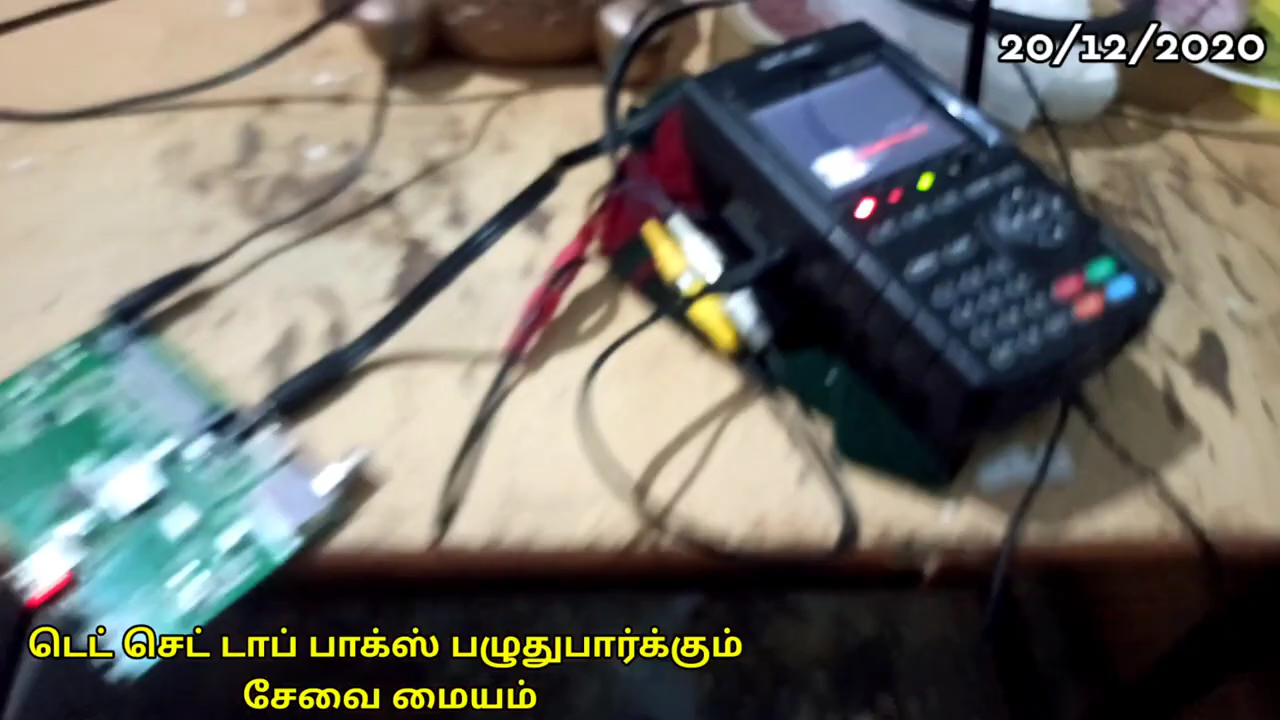 20/12/2020
டெட் செட் டாப் பாக்ஸ் பழுதுபார்க்கும்
சேவை மையம்